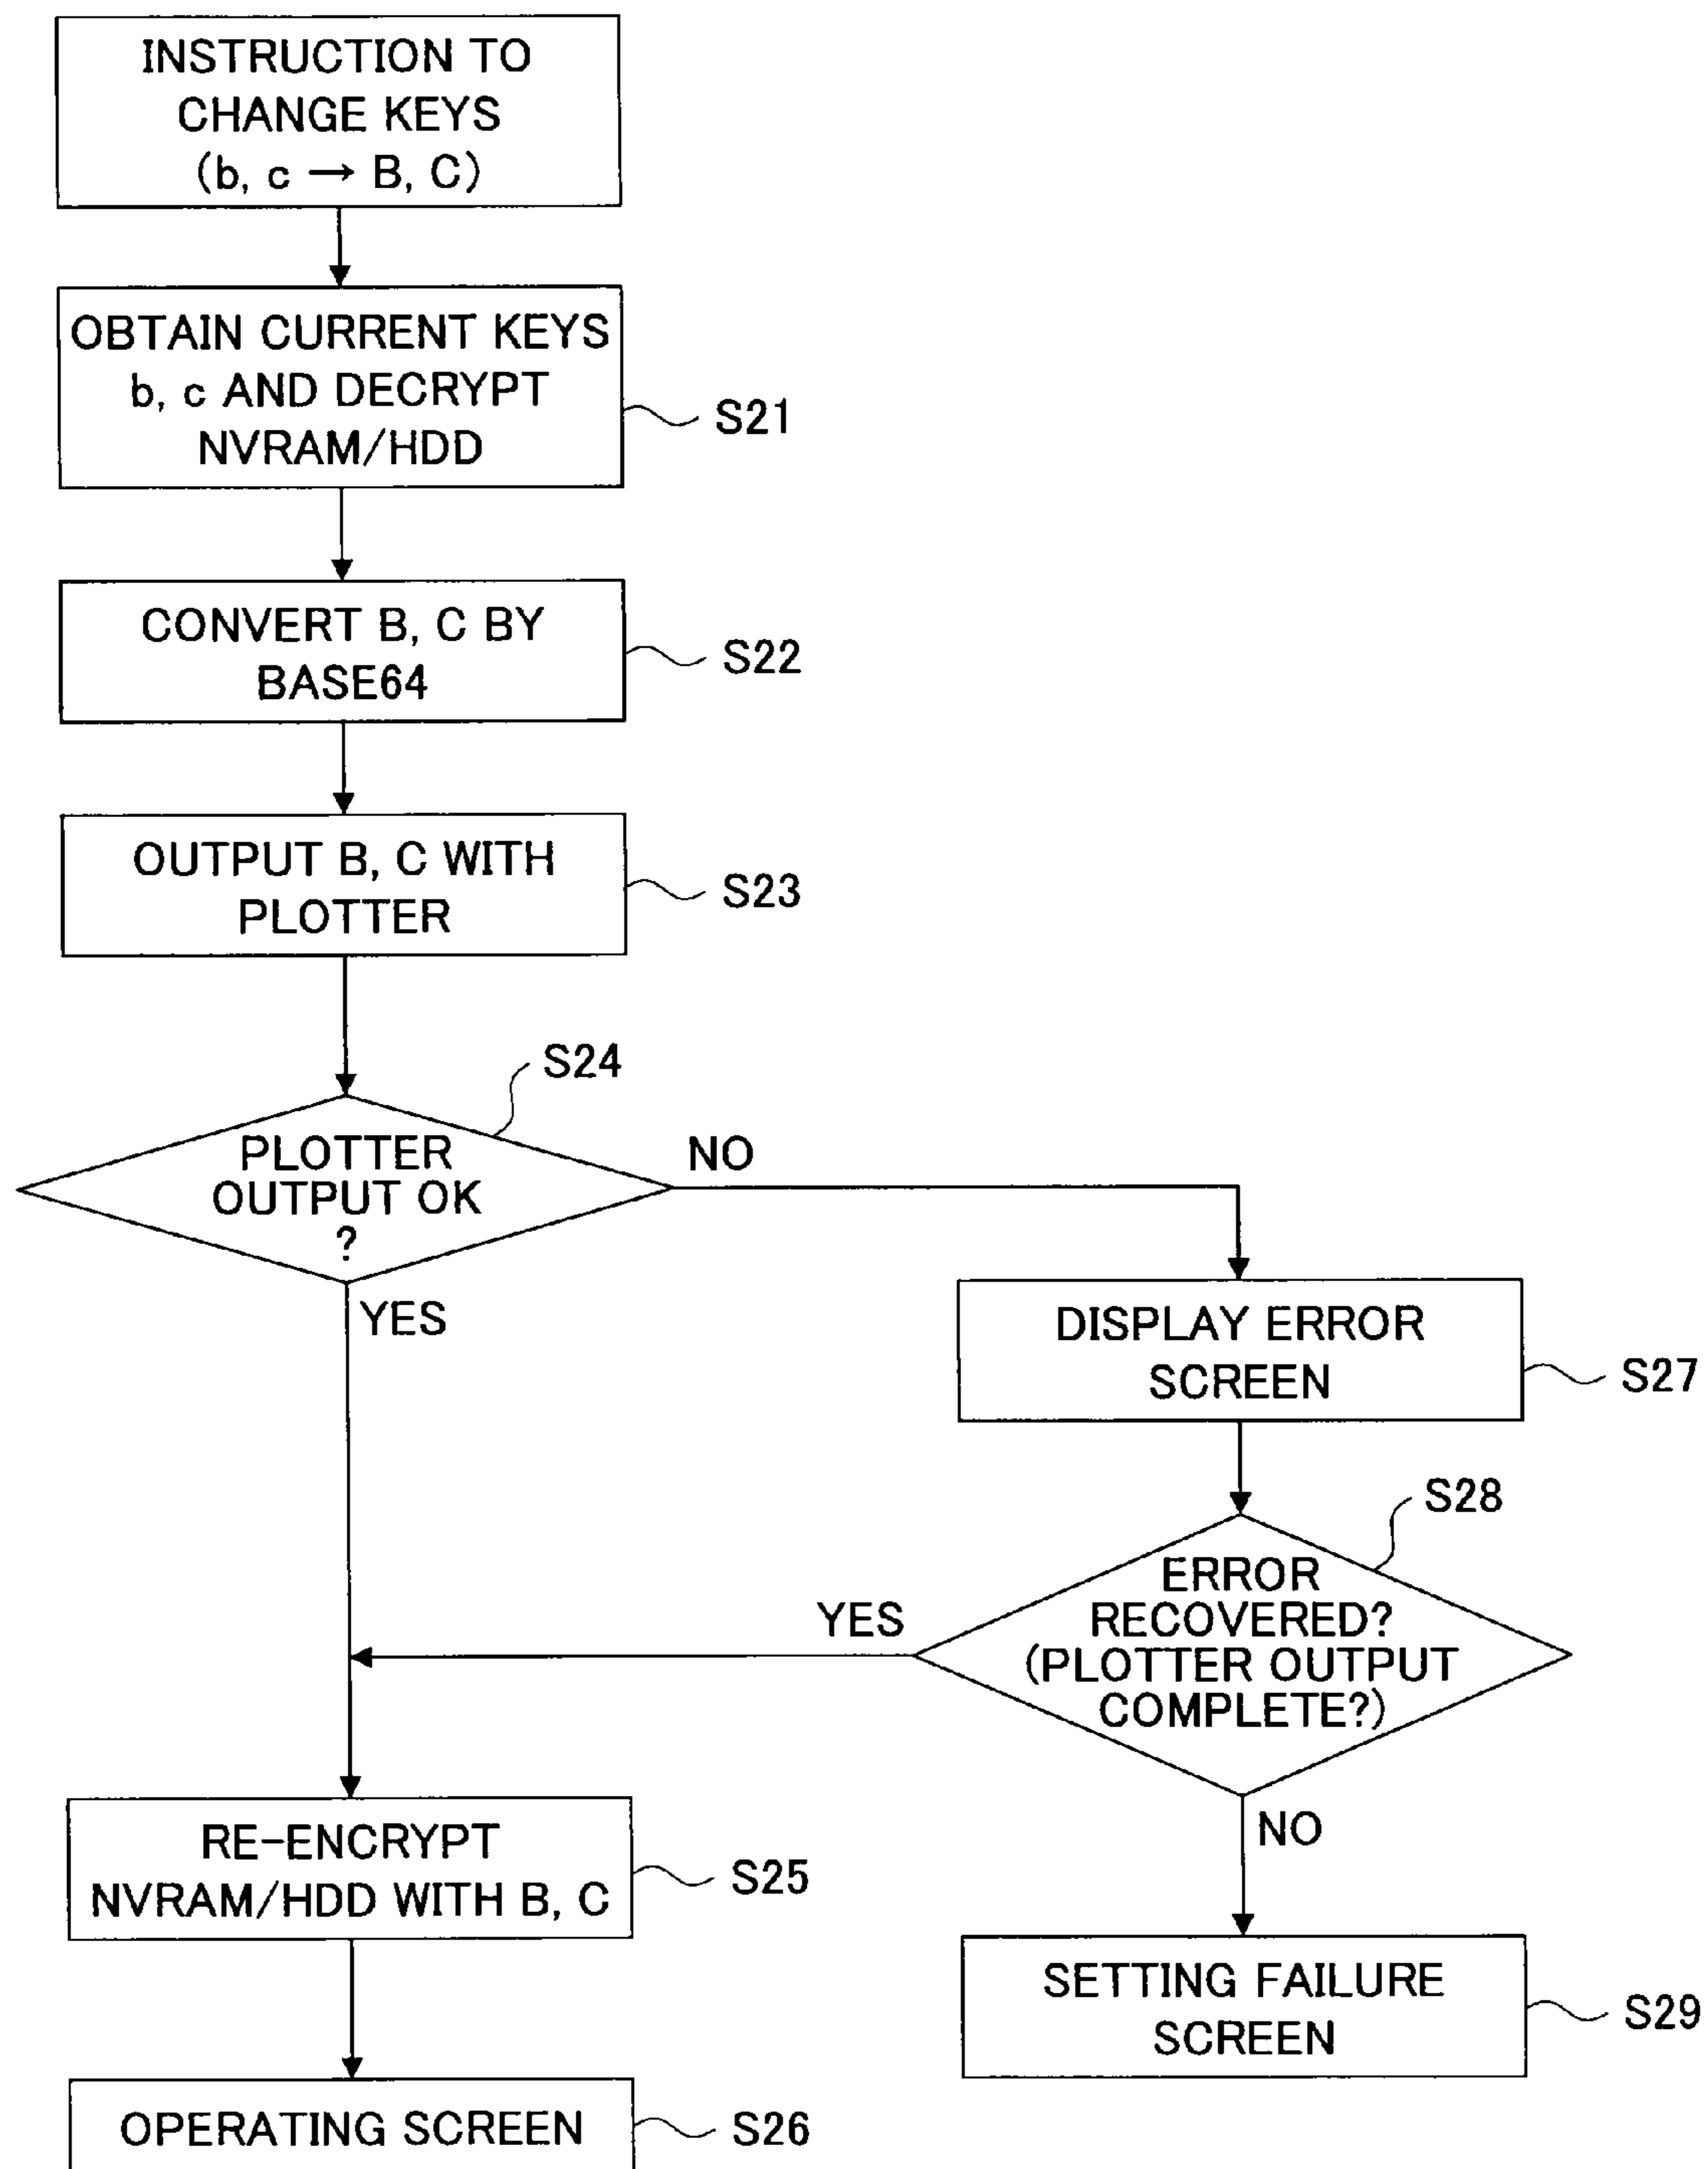 INSTRUCTION TO
CHANGE KEYS
(b, c → B, C)
OBTAIN CURRENT KEYS
b, c AND DECRYPT
NVRAM/HDD
S21
CONVERT B, C BY
BASE64
S22
OUTPUT B, C WITH
PLOTTER
S23
S24
PLOTTER
OUTPUT OK
?
NO
YES
DISPLAY ERROR
SCREEN
S27
S28
ERROR
RECOVERED?
(PLOTTER OUTPUT
COMPLETE?)
YES
NO
RE-ENCRYPT
NVRAM/HDD WITH B, C
S25
SETTING FAILURE
SCREEN
S29
OPERATING SCREEN
S26